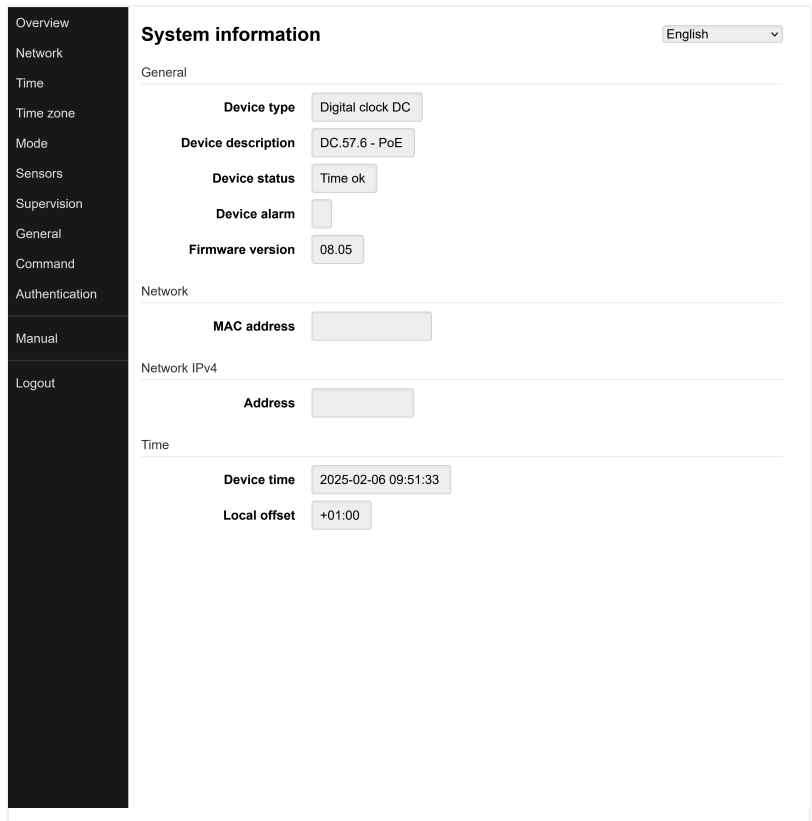 Overview
Network
Time
Time zone
Mode
Sensors
Supervision
General
Command
Authentication
Manual
Logout
System information
English
General
Device type Digital clock DC
Device description DC.57.6 - PoE
Device status Time ok
Device alarm
Firmware version 08.05
Network
MAC address
Network IPv4
Address
Time
Device time 2025-02-06 09:51:33
Local offset +01:00